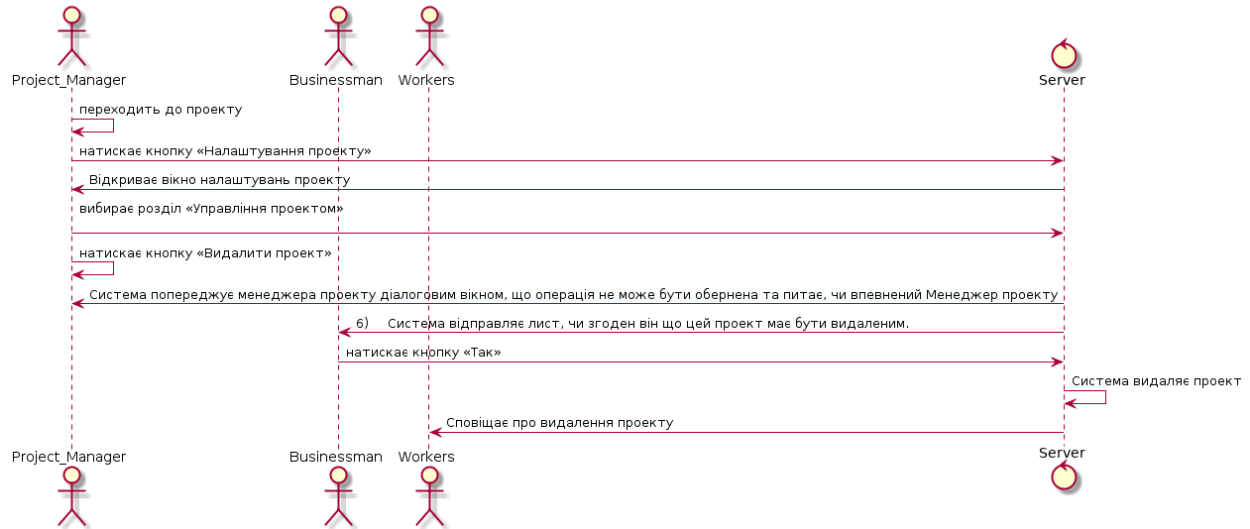 Project_Manager Businessman Workers Server
переходить до проекту
натискає кнопку «Налаштування проекту»
Відкриває вікно налаштувань проекту
вибирає розділ «Управління проектом»
натискає кнопку «Видалити проект»
Система попереджує менеджера проекту діалоговим вікном, що операція не може бути обернена та питає, чи впевнений Менеджер проекту
6) Система відправляє лист, чи згоден він що цей проект має бути видаленим.
натискає кнопку «Так»
Система видаляє проект
Сповіщає про видалення проекту
Project_Manager Businessman Workers Server